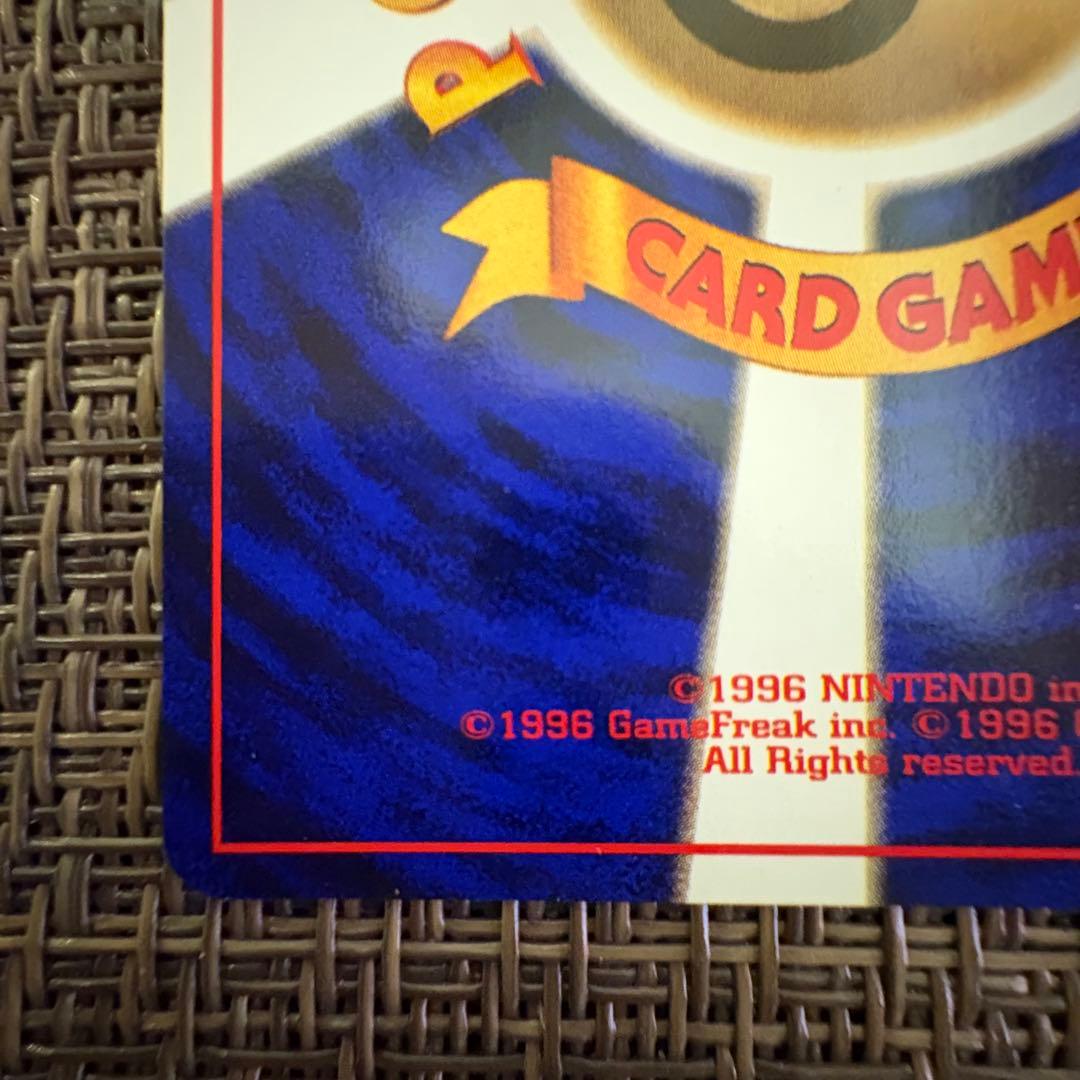 P
CARD GAM
©1996 NINTENDO in
©1996 GameFreak inc. ©1996
All Rights reserved.